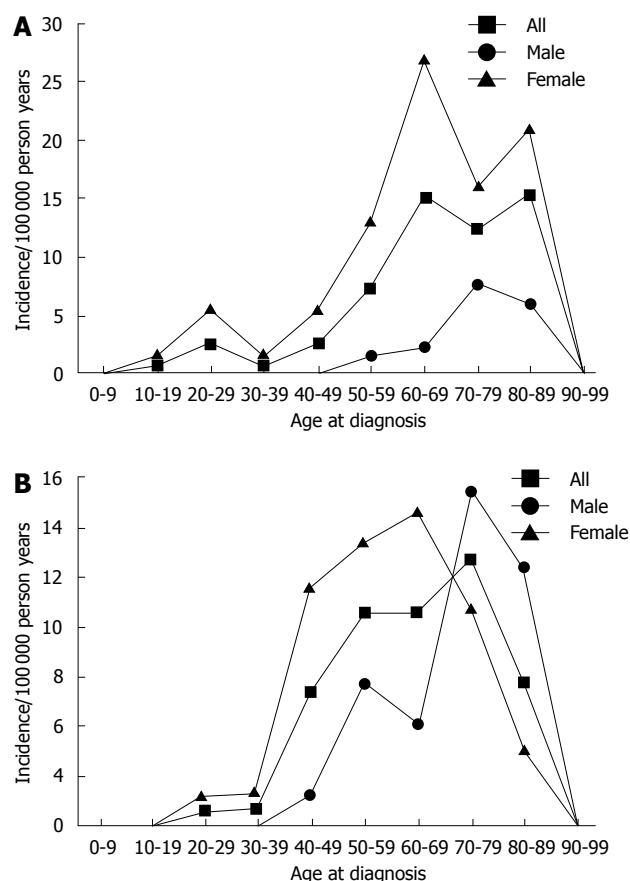 A
All
Male
Female
Incidence/100 000 person years
30
25
20
15
10
5
0
0-9 10-19 20-29 30-39 40-49 50-59 60-69 70-79 80-89 90-99
Age at diagnosis
B
All
Male
Female
Incidence/100 000 person years
16
14
12
10
8
6
4
0
0-9 10-19 20-29 30-39 40-49 50-59 60-69 70-79 80-89 90-99
Age at diagnosis